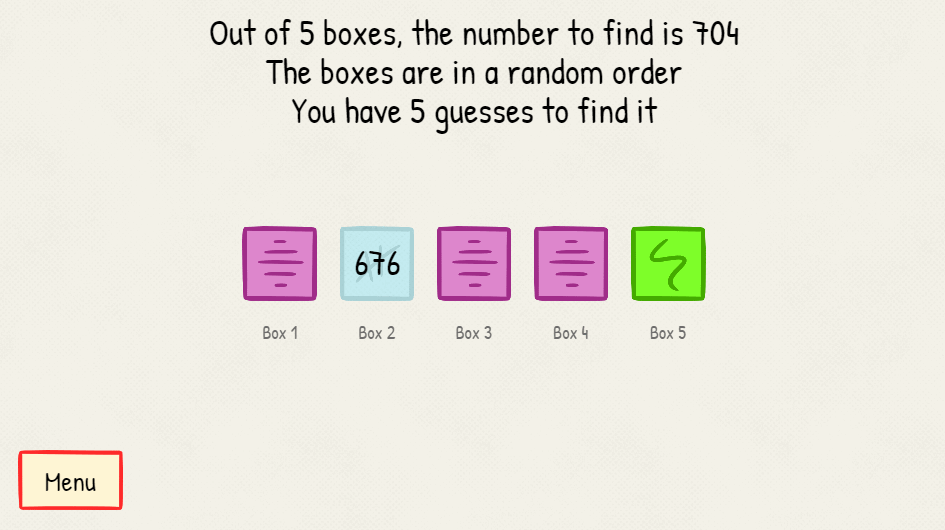 Out of 5 boxes, the number to find is 704
The boxes are in a random order
You have 5 guesses to find it
676
Box 1 Box 2 Box 3 Box 4 Box 5
Menu